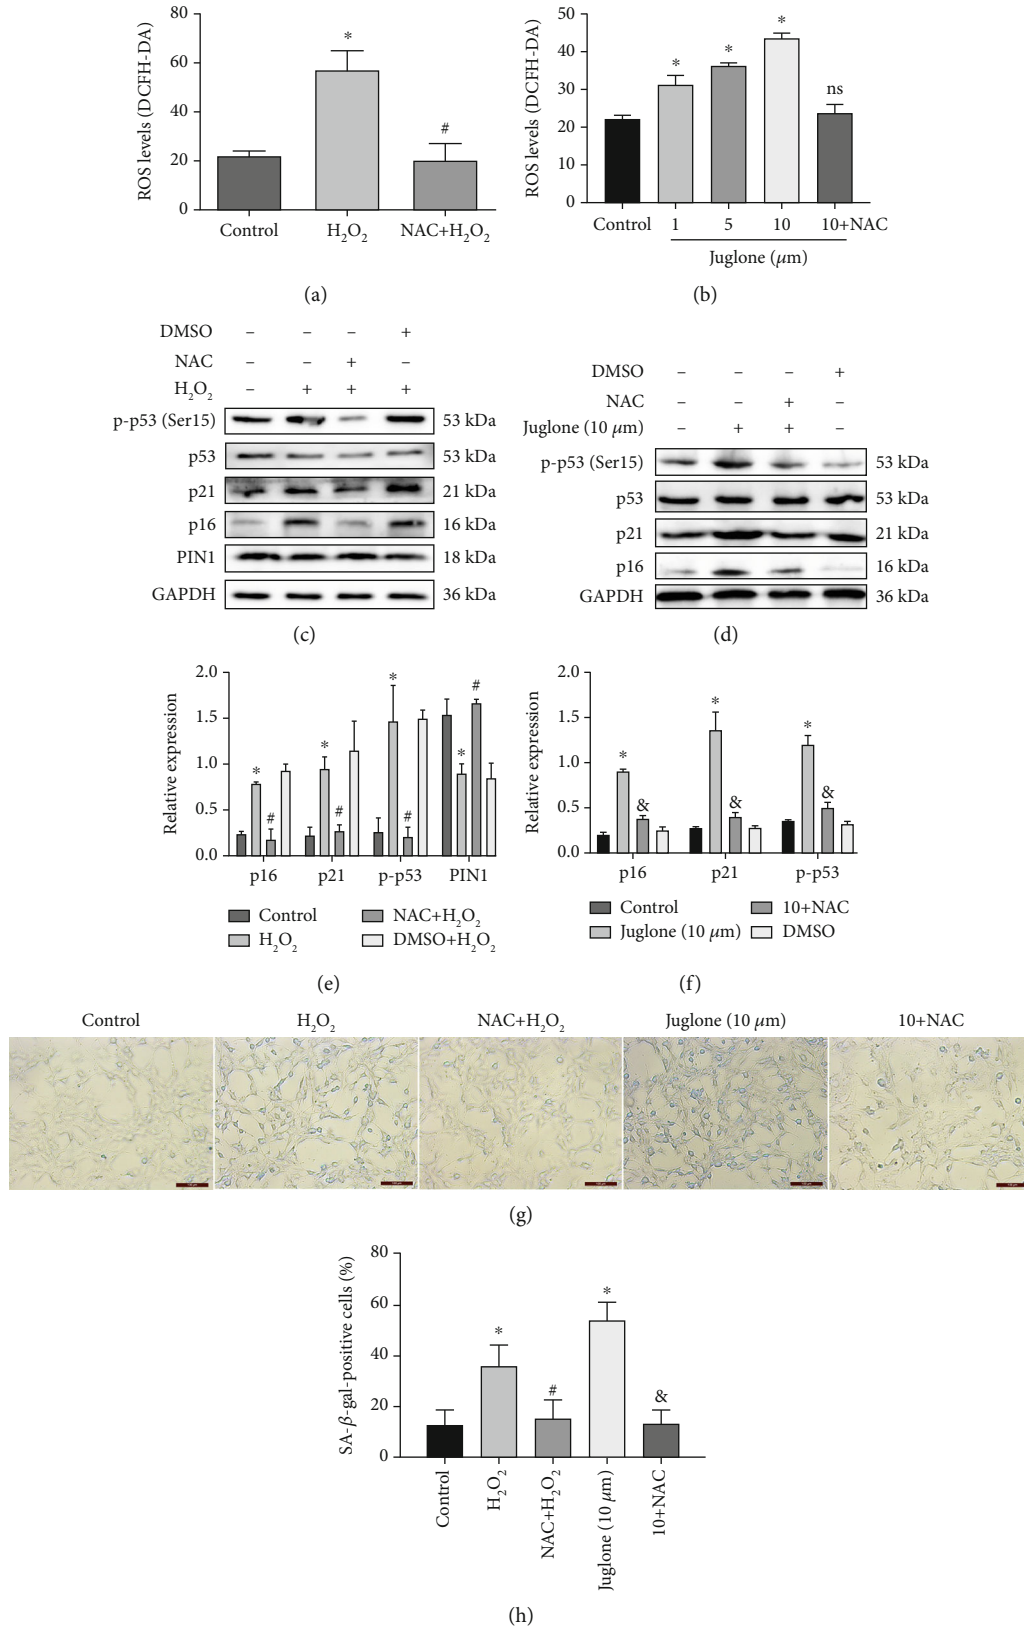 80
60
40
20
0
ROS levels (DCFH-DA)
*
#
Control
H₂O₂
NAC+H₂O₂
(a)
50
40
30
20
10
0
ROS levels (DCFH-DA)
*
*
*
ns
Control
1
5
10
10+NAC
Juglone (μm)
(b)
DMSO – – – +
NAC – – + –
H₂O₂ – + + +
p-p53 (Ser15) 53 kDa
p53 53 kDa
p21 21 kDa
p16 16 kDa
PIN1 18 kDa
GAPDH 36 kDa
(c)
DMSO – – – +
NAC – – + –
Juglone (10 μm) – + + –
p-p53 (Ser15) 53 kDa
p53 53 kDa
p21 21 kDa
p16 16 kDa
GAPDH 36 kDa
(d)
2.0
1.5
1.0
0.5
0.0
Relative expression
* # * # * # * #
p16 p21 p-p53 PIN1
Control NAC+H₂O₂
H₂O₂ DMSO+H₂O₂
(e)
2.0
1.5
1.0
0.5
0.0
Relative expression
* & * & * &
p16 p21 p-p53
Control 10+NAC
Juglone (10 μm) DMSO
(f)
Control H₂O₂ NAC+H₂O₂ Juglone (10 μm) 10+NAC
(g)
80
60
40
20
0
SA-β-gal-positive cells (%)
*
#
*
&
Control
H₂O₂
NAC+H₂O₂
Juglone (10 μm)
10+NAC
(h)